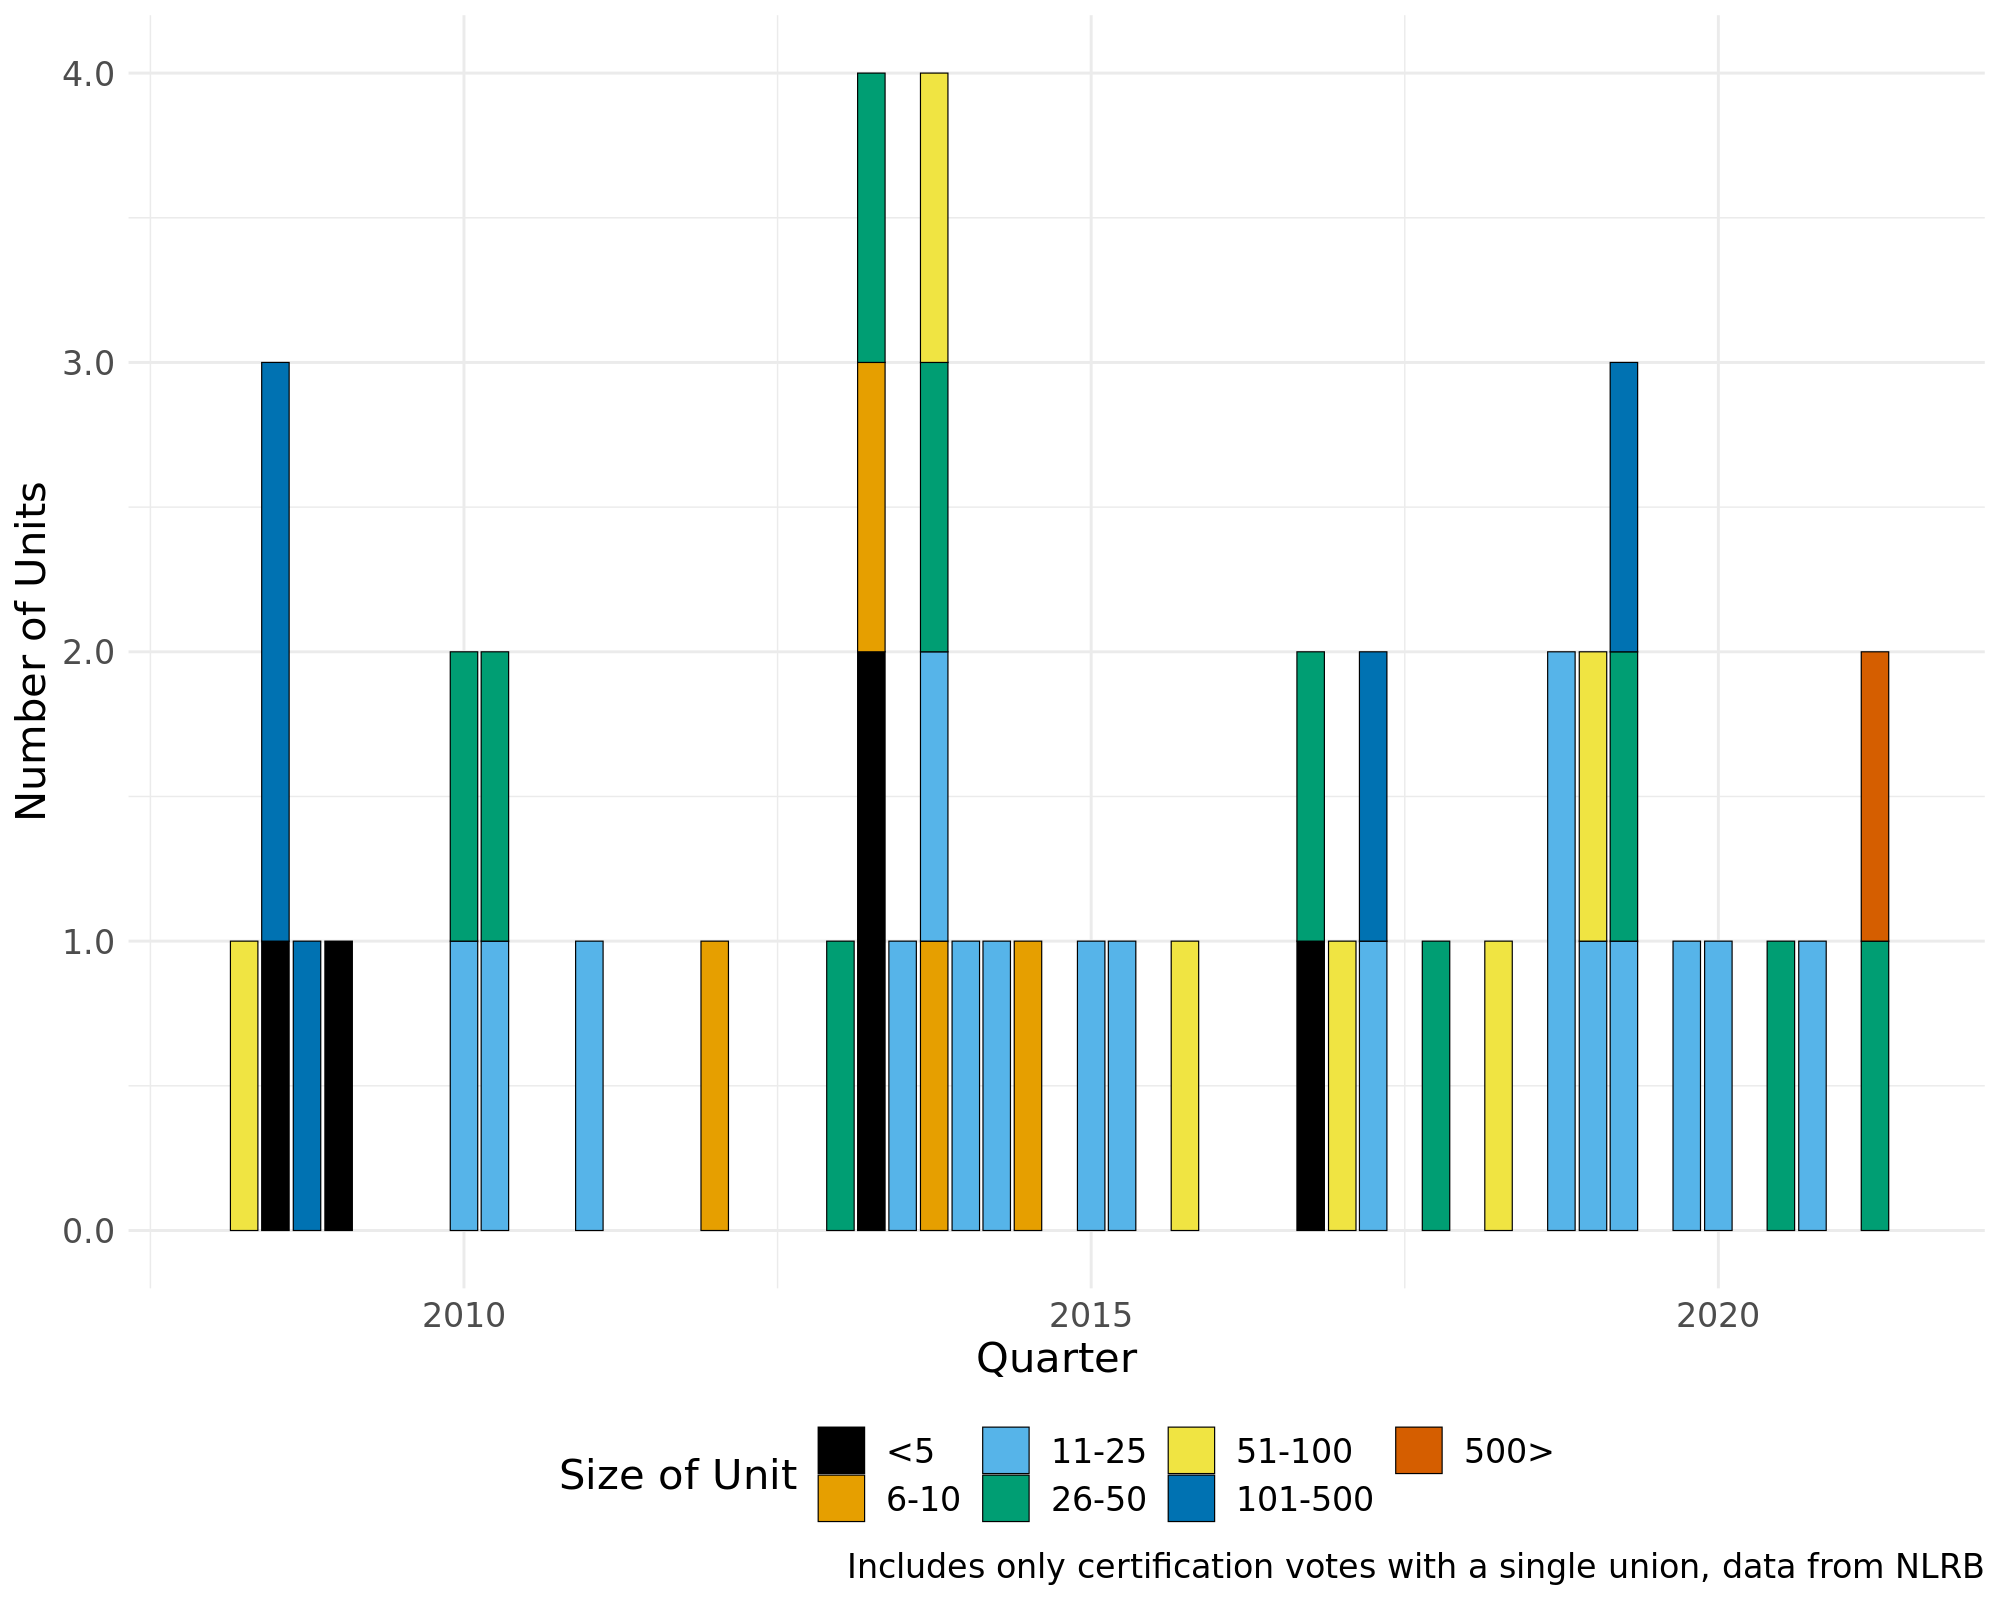 4.0
3.0
2.0
1.0
0.0
Number of Units
2010 2015 2020
Quarter
Size of Unit
<5 11-25 51-100 500>
6-10 26-50 101-500
Includes only certification votes with a single union, data from NLRB